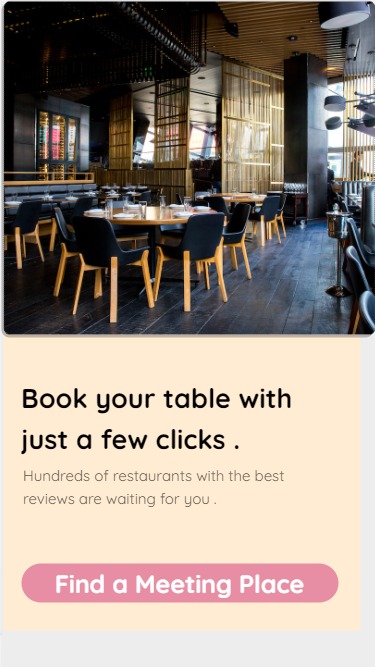 Book your table with
just a few clicks .
Hundreds of restaurants with the best
reviews are waiting for you .
Find a Meeting Place